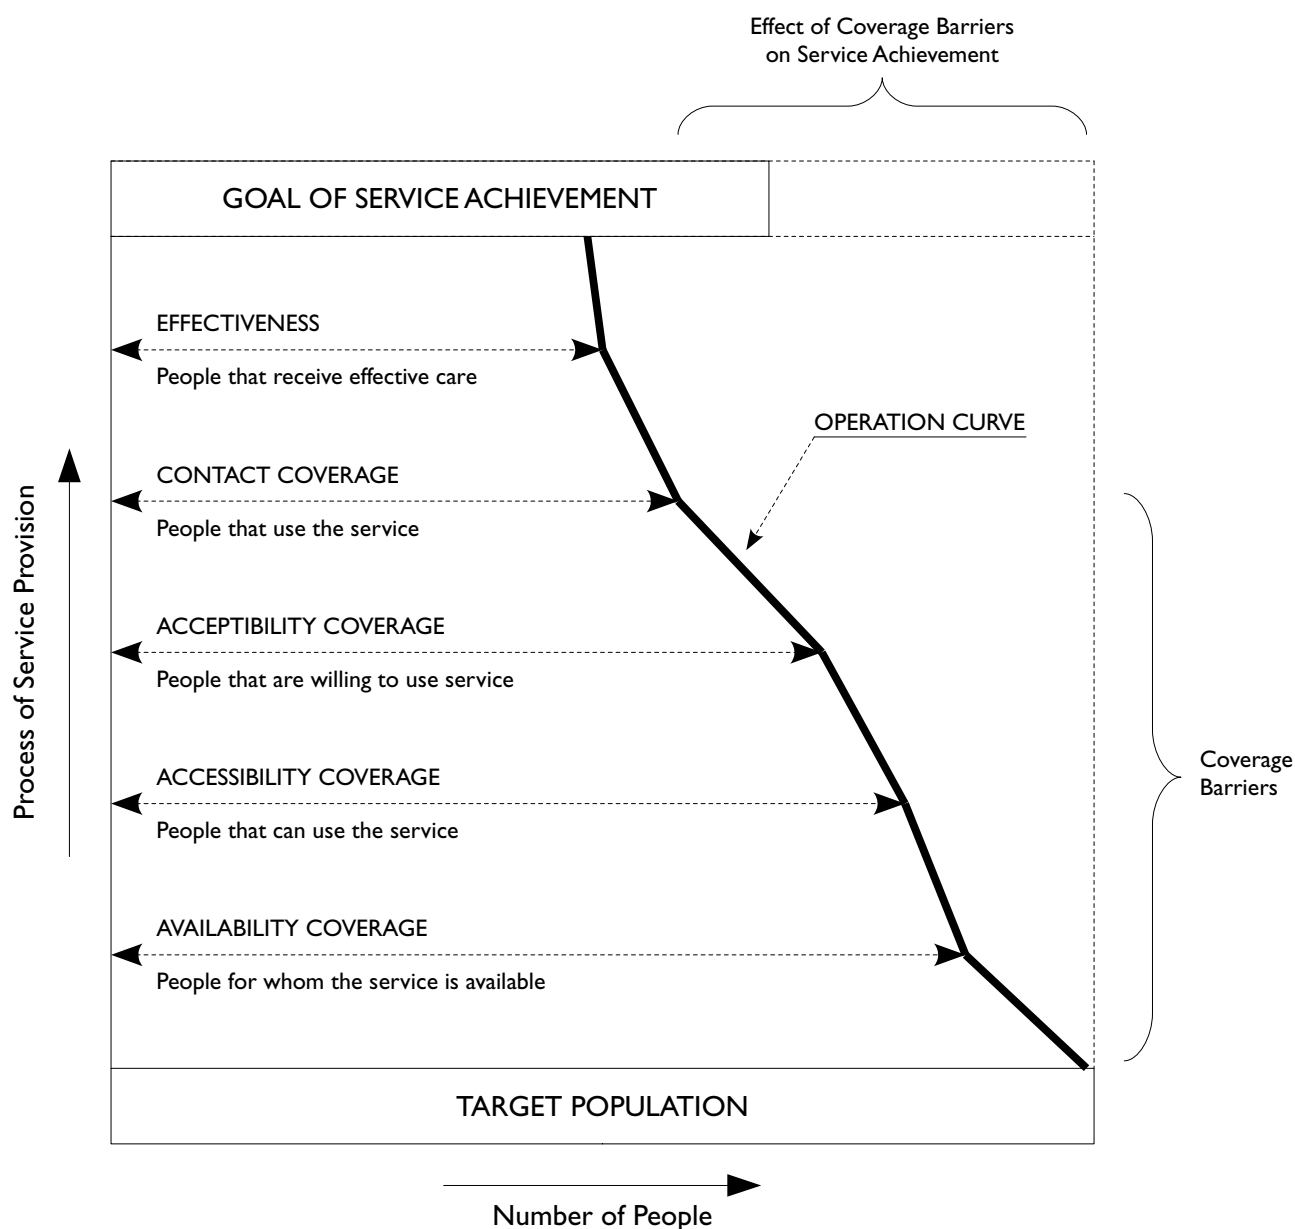 Effect of Coverage Barriers
on Service Achievement
GOAL OF SERVICE ACHIEVEMENT
EFFECTIVENESS
People that receive effective care
OPERATION CURVE
CONTACT COVERAGE
People that use the service
ACCEPTIBILITY COVERAGE
People that are willing to use service
ACCESSIBILITY COVERAGE
People that can use the service
AVAILABILITY COVERAGE
People for whom the service is available
TARGET POPULATION
Process of Service Provision
Coverage
Barriers
Number of People